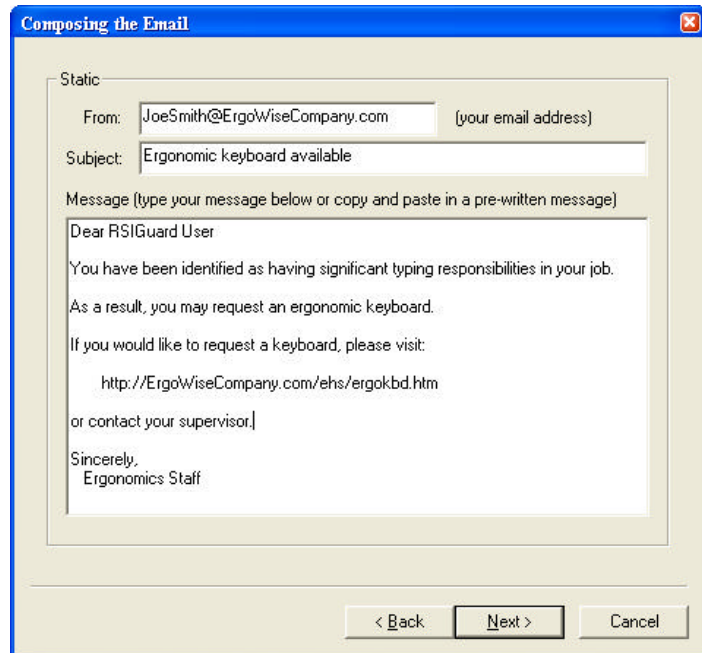 Composing the Email
Static
From: JoeSmith@ErgoWiseCompany.com (your email address)
Subject: Ergonomic keyboard available
Message (type your message below or copy and paste in a pre-written message)
Dear RSIGuard User
You have been identified as having significant typing responsibilities in your job.
As a result, you may request an ergonomic keyboard.
If you would like to request a keyboard, please visit:
http://ErgoWiseCompany.com/ehs/ergokbd.htm
or contact your supervisor.
Sincerely,
Ergonomics Staff
< Back Next > Cancel